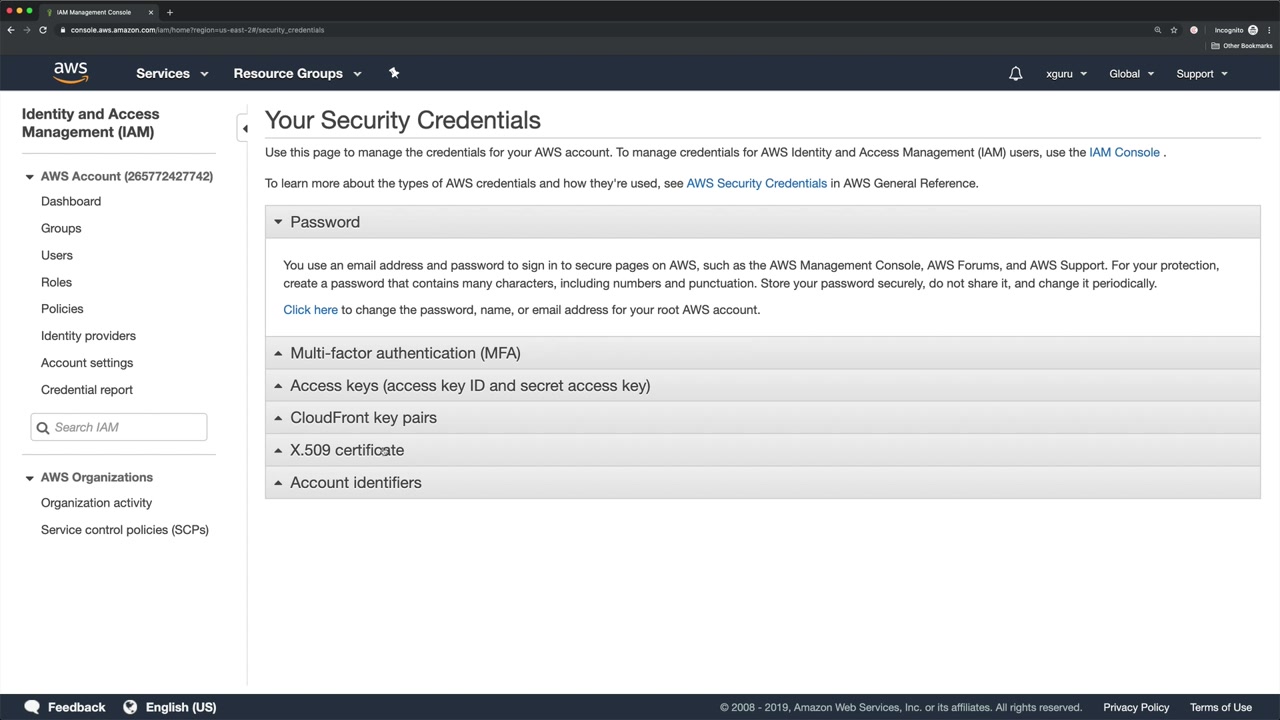 IAM Management Console
console.aws.amazon.com/iam/home?region=us-east-2#/security_credentials
Incognito
Other Bookmarks
aws
Services
Resource Groups
xguru
Global
Support
Identity and Access
Management (IAM)
AWS Account (265772427742)
Dashboard
Groups
Users
Roles
Policies
Identity providers
Account settings
Credential report
Search IAM
AWS Organizations
Organization activity
Service control policies (SCPs)
Your Security Credentials
Use this page to manage the credentials for your AWS account. To manage credentials for AWS Identity and Access Management (IAM) users, use the IAM Console .
To learn more about the types of AWS credentials and how they're used, see AWS Security Credentials in AWS General Reference.
Password
You use an email address and password to sign in to secure pages on AWS, such as the AWS Management Console, AWS Forums, and AWS Support. For your protection,
create a password that contains many characters, including numbers and punctuation. Store your password securely, do not share it, and change it periodically.
Click here to change the password, name, or email address for your root AWS account.
Multi-factor authentication (MFA)
Access keys (access key ID and secret access key)
CloudFront key pairs
X.509 certificate
Account identifiers
Feedback
English (US)
© 2008 - 2019, Amazon Web Services, Inc. or its affiliates. All rights reserved.
Privacy Policy
Terms of Use